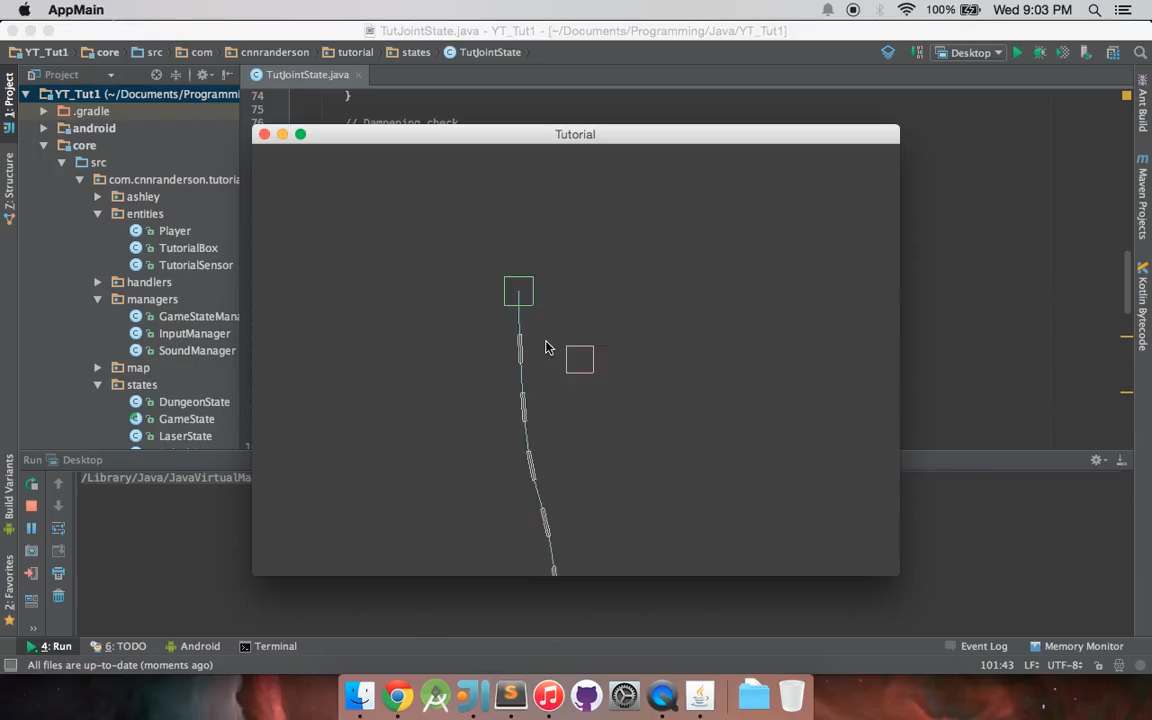 AppMain
100%
Wed 9:03 PM
TutJointState.java - YT_Tut1 - [~/Documents/Programming/Java/YT_Tut1]
YT_Tut1
core
src
com
cnnranderson
tutorial
states
TutJointState
Desktop
1: Project
Z: Structure
Build Variants
2: Favorites
Project
YT_Tut1 (~/Documents/Programmi
.gradle
android
core
src
com.cnnranderson.tutoria
ashley
entities
Player
TutorialBox
TutorialSensor
handlers
managers
GameStateMana
InputManager
SoundManager
map
states
DungeonState
GameState
LaserState
TutJointState.java
74
}
75
76
// Dampening check
Tutorial
Ant Build
Maven Projects
Kotlin Bytecode
Run
Desktop
/Library/Java/JavaVirtualMa
4: Run
6: TODO
Android
Terminal
Event Log
Memory Monitor
All files are up-to-date (moments ago)
101:43
LF
UTF-8